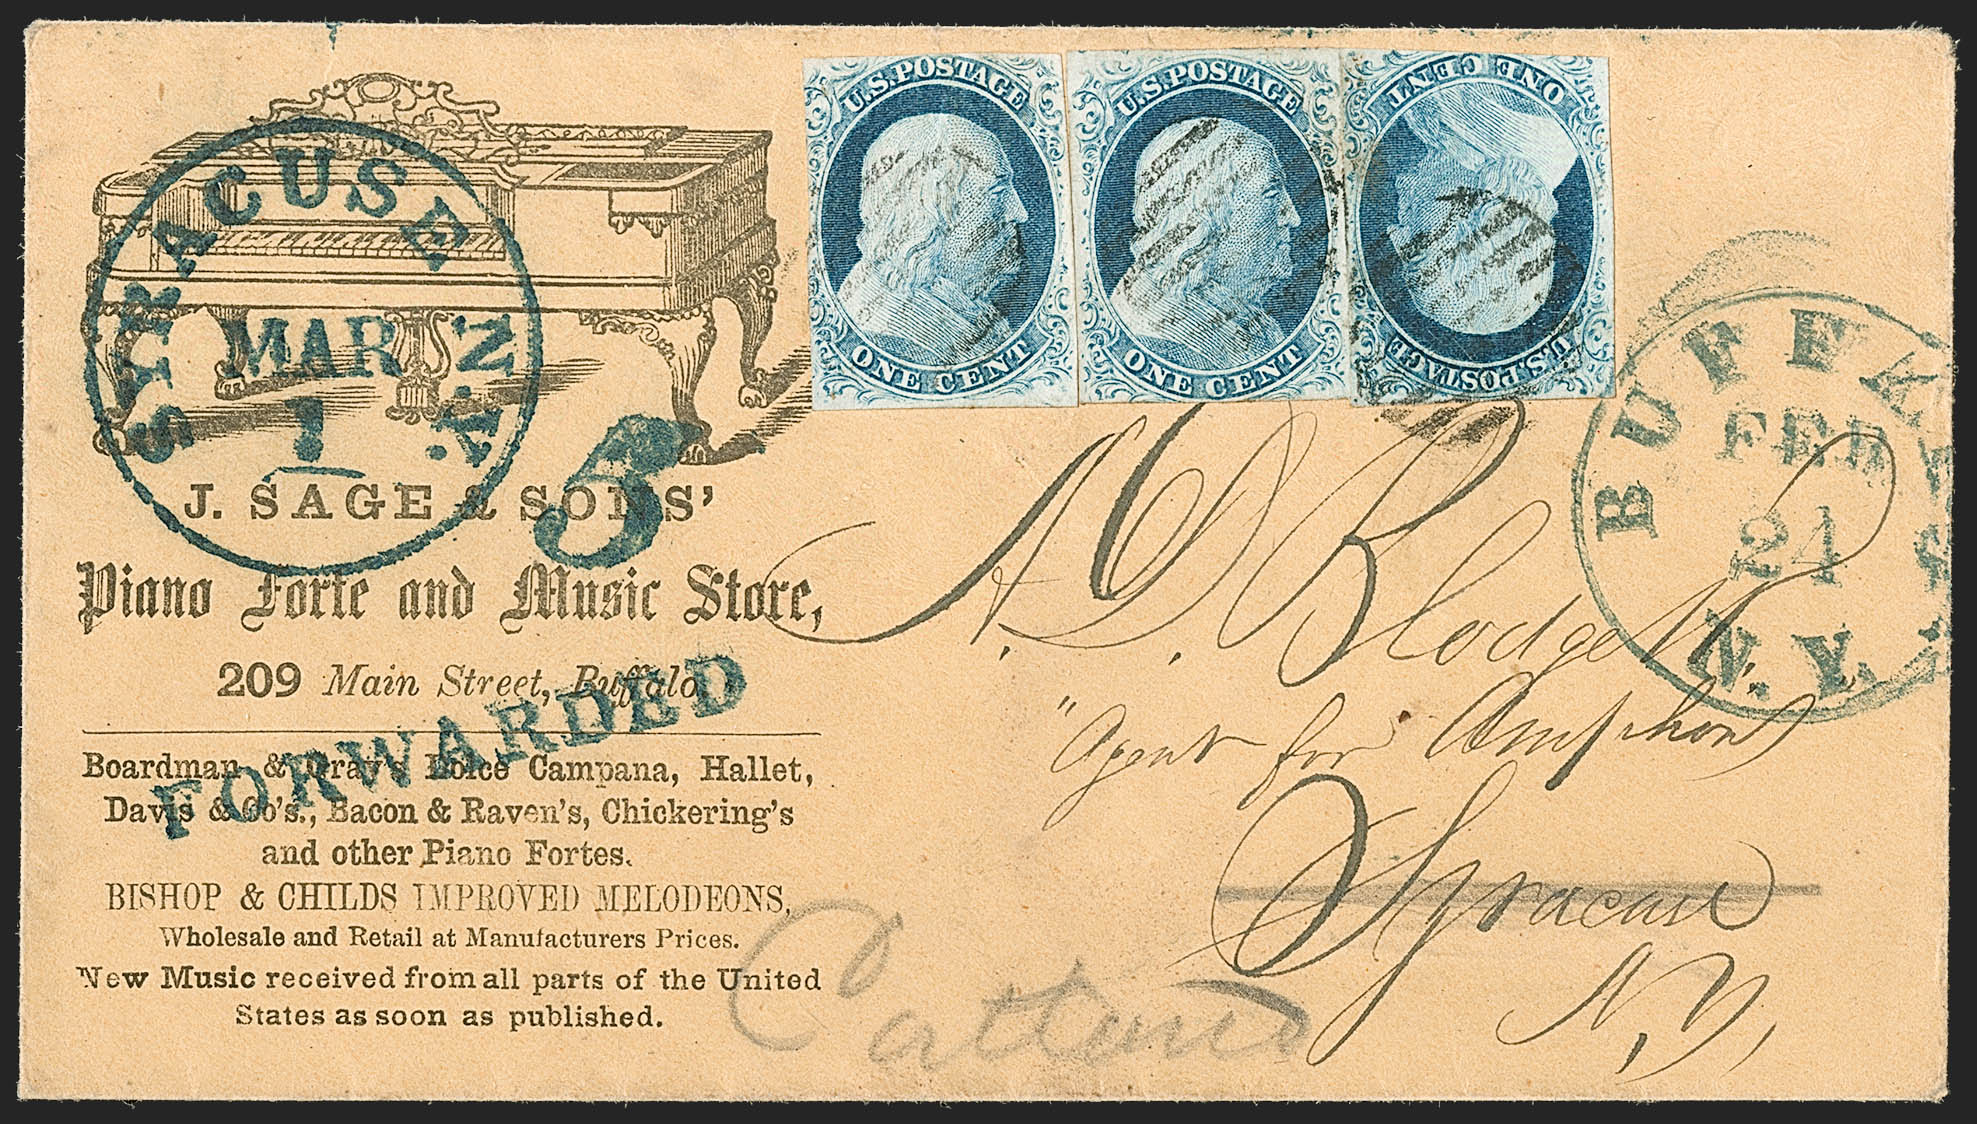 U.S. POSTAGE
ONE CENT
U.S. POSTAGE
ONE CENT
ONE CENT
U.S. POSTAGE
SYRACUSE N.Y.
MAR
1
3
BUFFALO
FEB
24
N.Y.
J. SAGE & SONS'
Piano Forte and Music Store,
209 Main Street, Buffalo
FORWARDED
Boardman & Gray's Dolce Campana, Hallet,
Davis & Co's., Bacon & Raven's, Chickering's
and other Piano Fortes.
BISHOP & CHILDS IMPROVED MELODEONS,
Wholesale and Retail at Manufacturers Prices.
New Music received from all parts of the United
States as soon as published.
A. D. Blodgett.
"Agent for Amphion
Syracuse
N.Y,